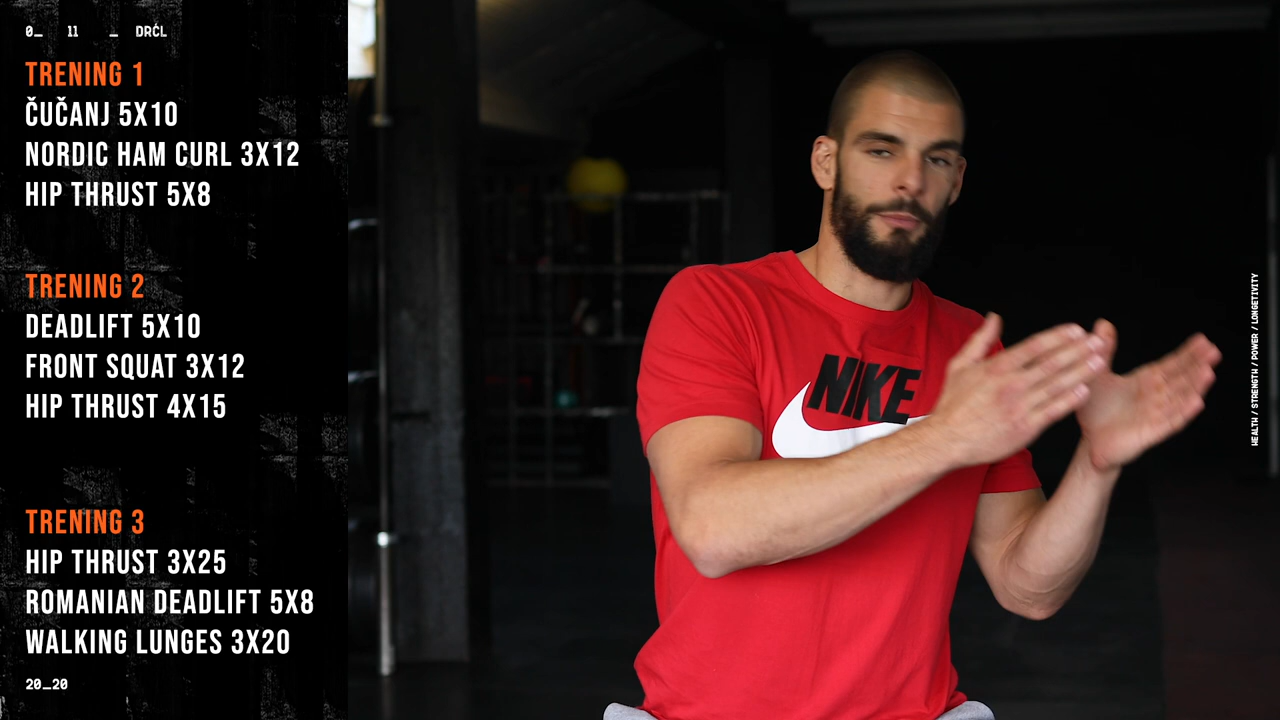 0_ 11 _ DRČL
TRENING 1
ČUČANJ 5X10
NORDIC HAM CURL 3X12
HIP THRUST 5X8
TRENING 2
DEADLIFT 5X10
FRONT SQUAT 3X12
HIP THRUST 4X15
TRENING 3
HIP THRUST 3X25
ROMANIAN DEADLIFT 5X8
WALKING LUNGES 3X20
20_20
NIKE
HEALTH / STRENGTH / POWER / LONGETIVITY